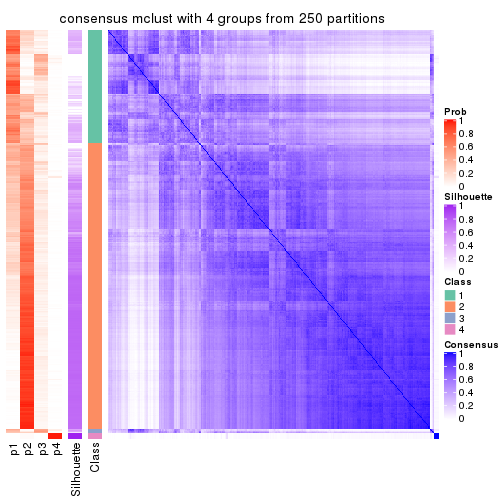 consensus mclust with 4 groups from 250 partitions
Prob
1
0.8
0.6
0.4
0.2
0
Silhouette
1
0.8
0.6
0.4
0.2
0
Class
1
2
3
4
Consensus
1
0.8
0.6
0.4
0.2
0
p1
p2
p3
p4
Silhouette
Class